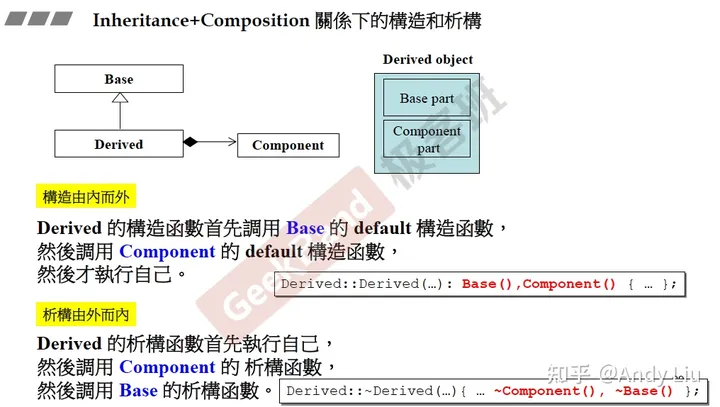 Inheritance+Composition 關係下的構造和析構
Derived object
Base
Base part
Derived
Component
Component
part
構造由內而外
Derived 的構造函數首先調用 Base 的 default 構造函數，
然後調用 Component 的 default 構造函數，
然後才執行自己。
Derived::Derived(…): Base(),Component() { … };
析構由外而內
Derived 的析構函數首先執行自己，
然後調用 Component 的 析構函數，
然後調用 Base 的析構函數。
Derived::~Derived(…){ … ~Component(), ~Base() };
GeekBand 极客班
知乎 @Andy Liu